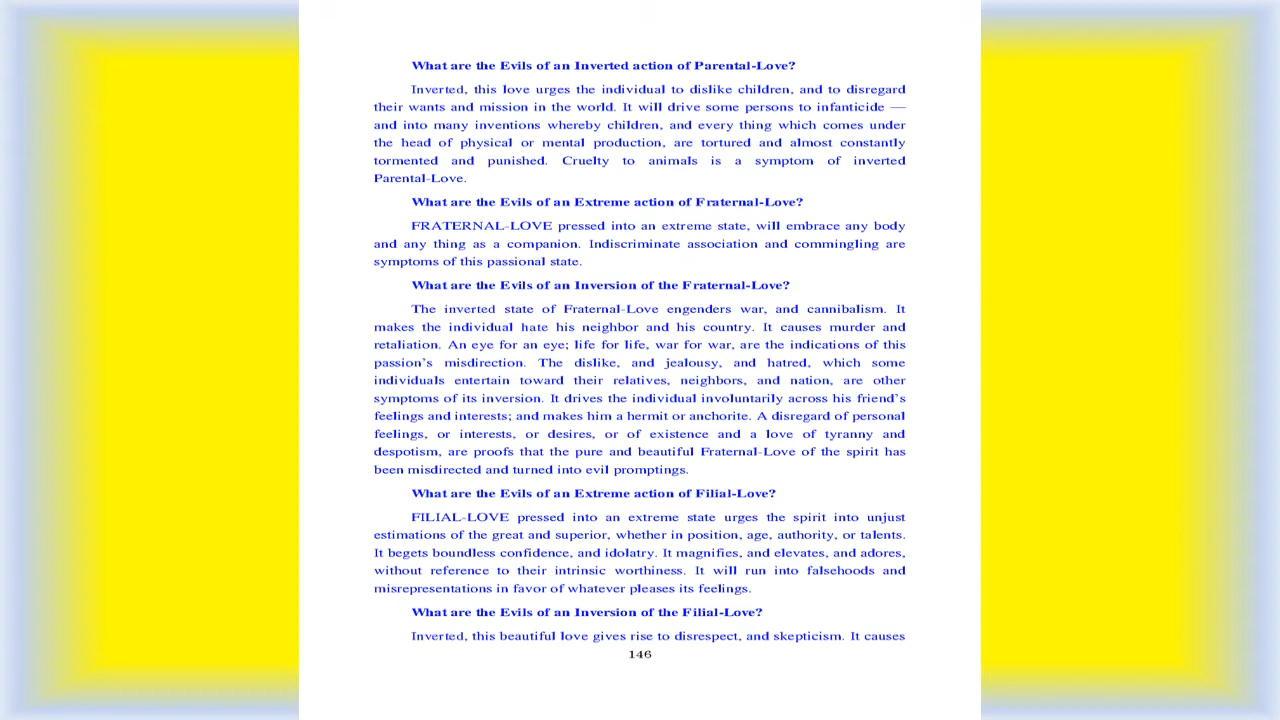 What are the Evils of an Inverted action of Parental-Love?
Inverted, this love urges the individual to dislike children, and to disregard
their wants and mission in the world. It will drive some persons to infanticide —
and into many inventions whereby children, and every thing which comes under
the head of physical or mental production, are tortured and almost constantly
tormented and punished. Cruelty to animals is a symptom of inverted
Parental-Love.
What are the Evils of an Extreme action of Fraternal-Love?
FRATERNAL-LOVE pressed into an extreme state, will embrace any body
and any thing as a companion. Indiscriminate association and commingling are
symptoms of this passional state.
What are the Evils of an Inversion of the Fraternal-Love?
The inverted state of Fraternal-Love engenders war, and cannibalism. It
makes the individual hate his neighbor and his country. It causes murder and
retaliation. An eye for an eye; life for life, war for war, are the indications of this
passion's misdirection. The dislike, and jealousy, and hatred, which some
individuals entertain toward their relatives, neighbors, and nation, are other
symptoms of its inversion. It drives the individual involuntarily across his friend's
feelings and interests; and makes him a hermit or anchorite. A disregard of personal
feelings, or interests, or desires, or of existence and a love of tyranny and
despotism, are proofs that the pure and beautiful Fraternal-Love of the spirit has
been misdirected and turned into evil promptings.
What are the Evils of an Extreme action of Filial-Love?
FILIAL-LOVE pressed into an extreme state urges the spirit into unjust
estimations of the great and superior, whether in position, age, authority, or talents.
It begets boundless confidence, and idolatry. It magnifies, and elevates, and adores,
without reference to their intrinsic worthiness. It will run into falsehoods and
misrepresentations in favor of whatever pleases its feelings.
What are the Evils of an Inversion of the Filial-Love?
Inverted, this beautiful love gives rise to disrespect, and skepticism. It causes
146